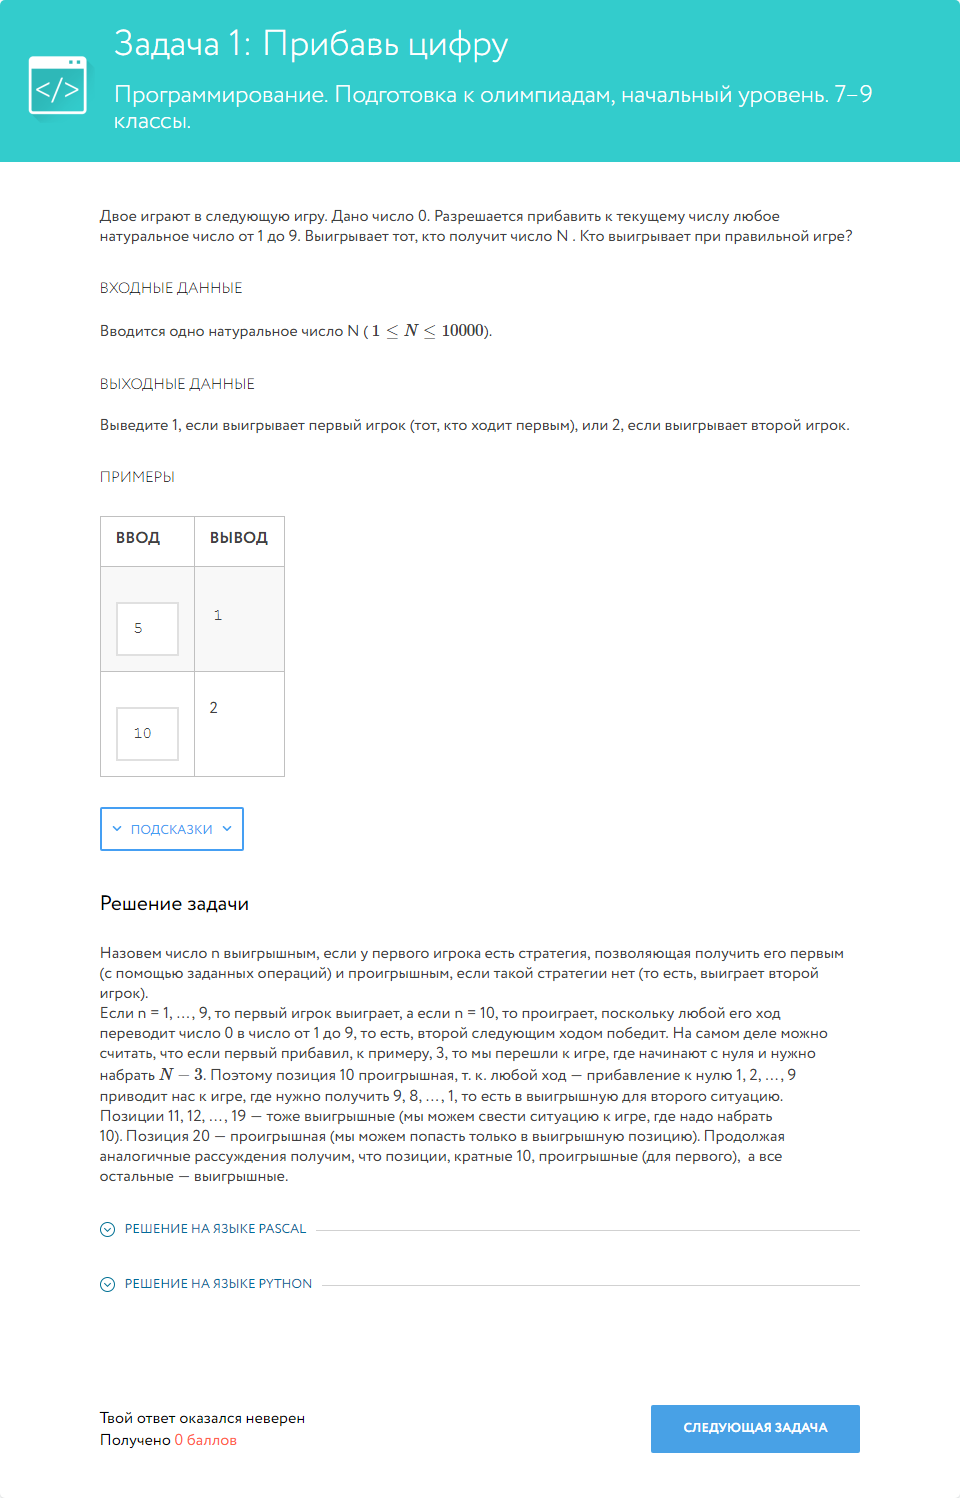 Задача 1: Прибавь цифру
</>
Программирование. Подготовка к олимпиадам, начальный уровень. 7–9
классы.
Двое играют в следующую игру. Дано число 0. Разрешается прибавить к текущему числу любое
натуральное число от 1 до 9. Выигрывает тот, кто получит число N . Кто выигрывает при правильной игре?
ВХОДНЫЕ ДАННЫЕ
Вводится одно натуральное число N ( 1 ≤ N ≤ 10000).
ВЫХОДНЫЕ ДАННЫЕ
Выведите 1, если выигрывает первый игрок (тот, кто ходит первым), или 2, если выигрывает второй игрок.
ПРИМЕРЫ
ВВОД ВЫВОД
5 1
10 2
ПОДСКАЗКИ
Решение задачи
Назовем число n выигрышным, если у первого игрока есть стратегия, позволяющая получить его первым
(с помощью заданных операций) и проигрышным, если такой стратегии нет (то есть, выиграет второй
игрок).
Если n = 1, ..., 9, то первый игрок выиграет, а если n = 10, то проиграет, поскольку любой его ход
переводит число 0 в число от 1 до 9, то есть, второй следующим ходом победит. На самом деле можно
считать, что если первый прибавил, к примеру, 3, то мы перешли к игре, где начинают с нуля и нужно
набрать N − 3. Поэтому позиция 10 проигрышная, т. к. любой ход — прибавление к нулю 1, 2, ..., 9
приводит нас к игре, где нужно получить 9, 8, ..., 1, то есть в выигрышную для второго ситуацию.
Позиции 11, 12, ..., 19 — тоже выигрышные (мы можем свести ситуацию к игре, где надо набрать
10). Позиция 20 — проигрышная (мы можем попасть только в выигрышную позицию). Продолжая
аналогичные рассуждения получим, что позиции, кратные 10, проигрышные (для первого), а все
остальные — выигрышные.
РЕШЕНИЕ НА ЯЗЫКЕ PASCAL
РЕШЕНИЕ НА ЯЗЫКЕ PYTHON
Твой ответ оказался неверен
Получено 0 баллов
СЛЕДУЮЩАЯ ЗАДАЧА